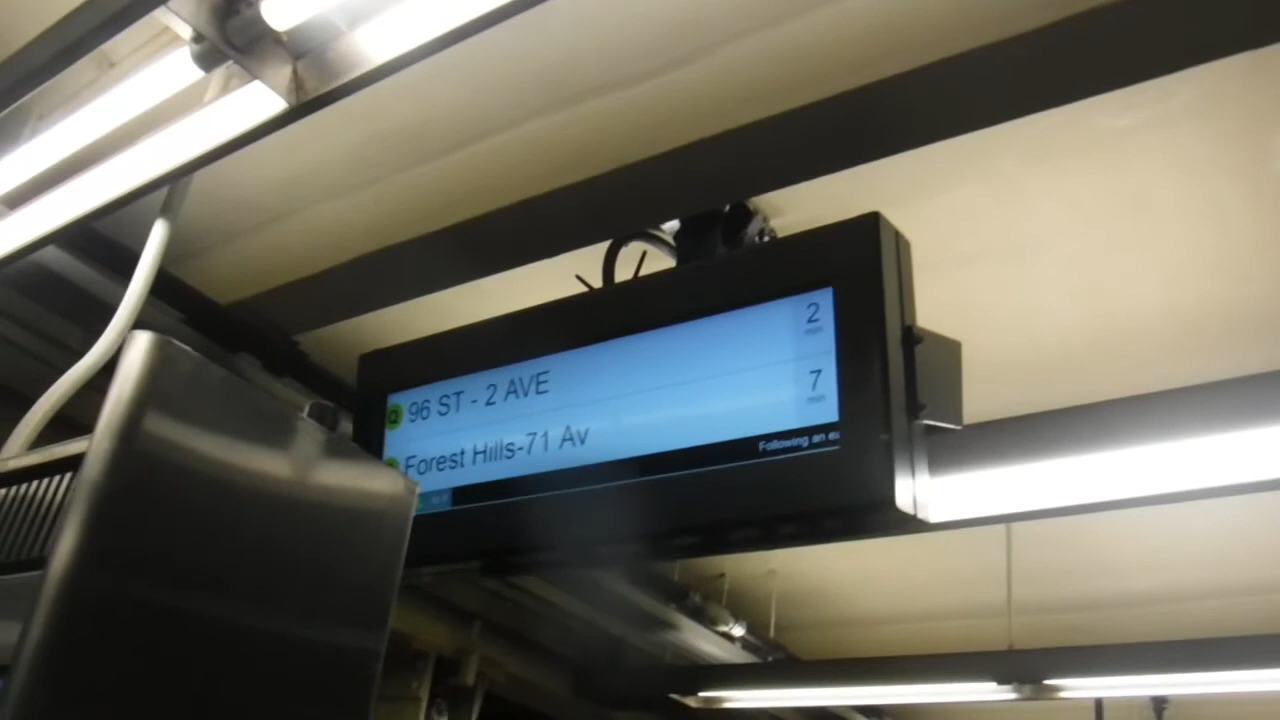 Q 96 ST - 2 AVE 2
min
Forest Hills-71 Av 7
min
Following an